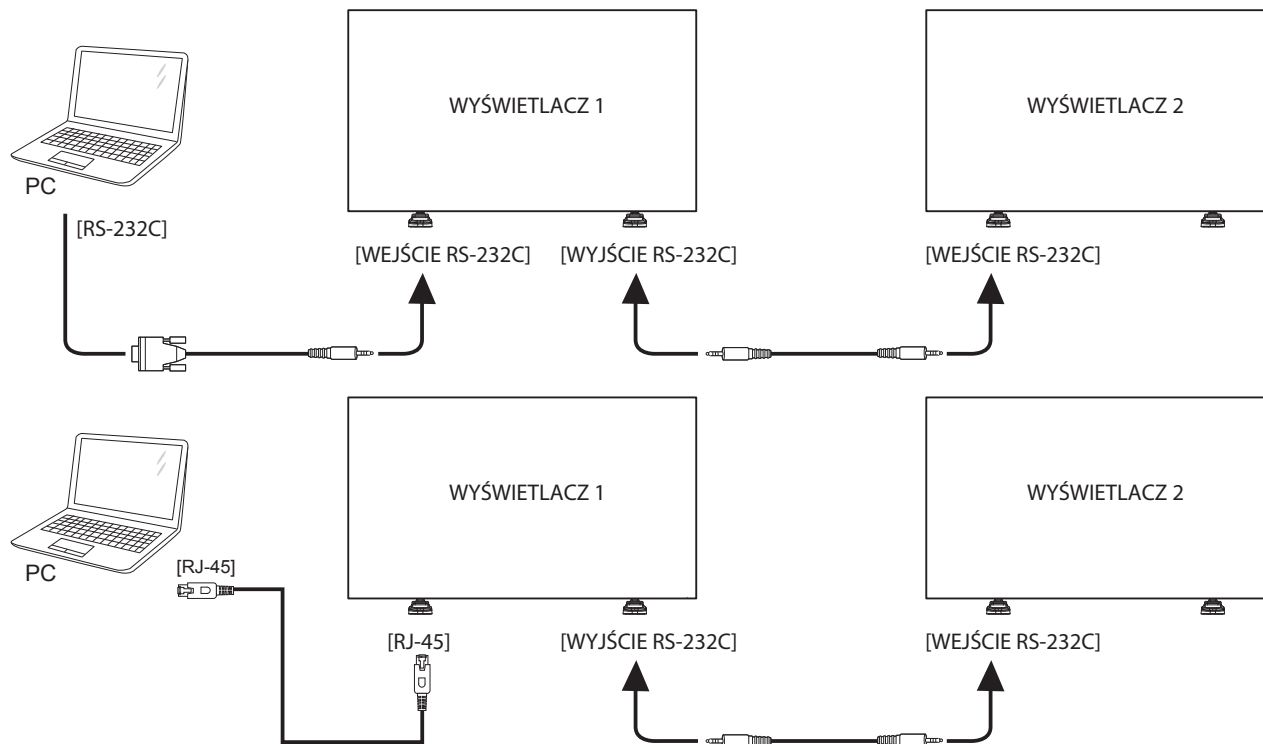 WYŚWIETLACZ 1
WYŚWIETLACZ 2
PC
[RS-232C]
[WEJŚCIE RS-232C]
[WYJŚCIE RS-232C]
[WEJŚCIE RS-232C]
WYŚWIETLACZ 1
WYŚWIETLACZ 2
PC
[RJ-45]
[RJ-45]
[WYJŚCIE RS-232C]
[WEJŚCIE RS-232C]